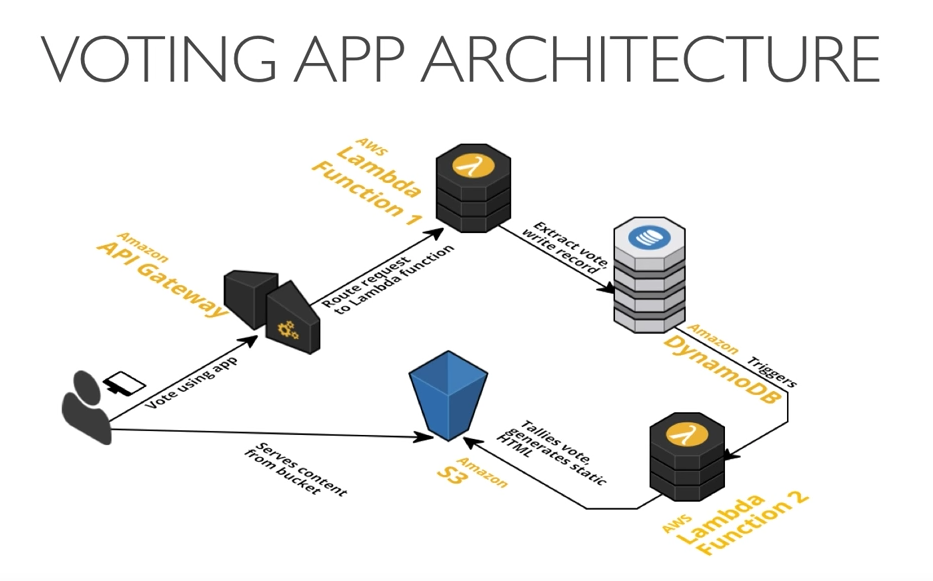 VOTING APP ARCHITECTURE
AWS
Lambda
Function 1
Amazon
API Gateway
Route request
to Lambda function
Extract vote,
write record
Amazon
DynamoDB
Triggers
Vote using app
Serves content
from bucket
Amazon
S3
Tallies vote,
generates static
HTML
AWS
Lambda
Function 2